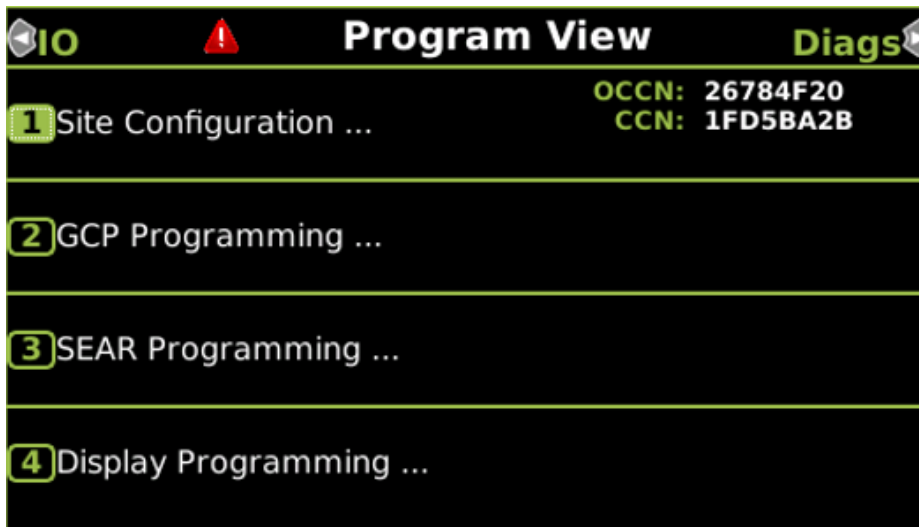 IO Program View Diags
1 Site Configuration ... OCCN: 26784F20
CCN: 1FD5BA2B
2 GCP Programming ...
3 SEAR Programming ...
4 Display Programming ...